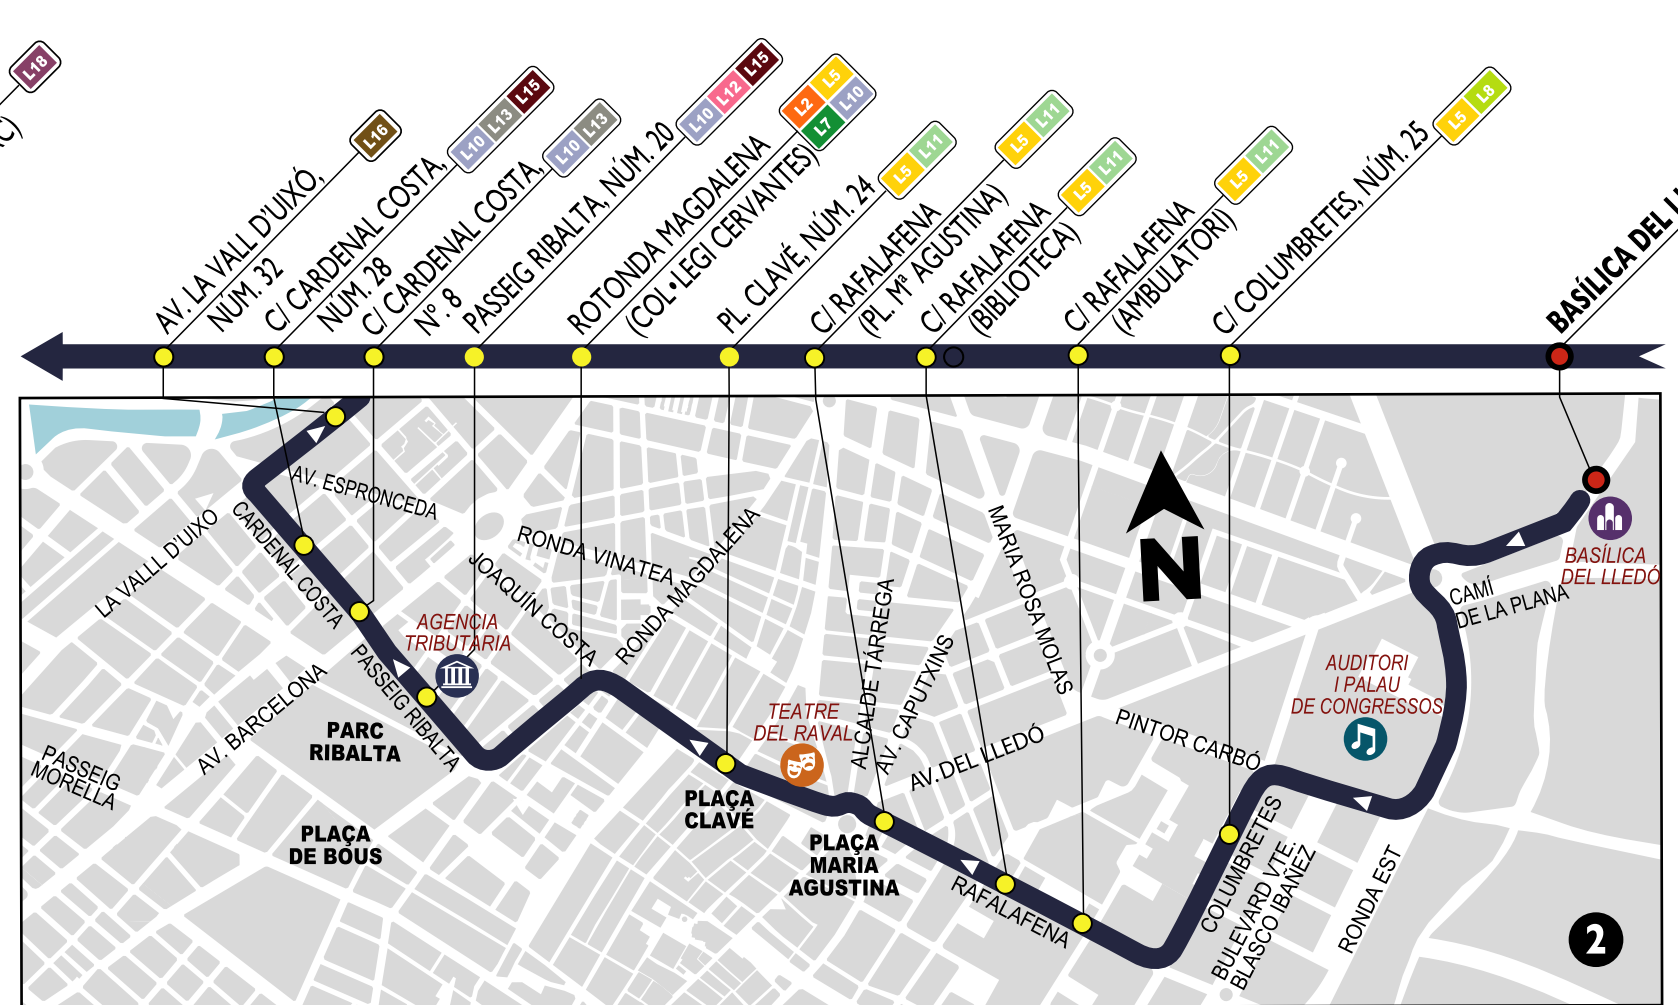 L18
C)
L16
AV. LA VALL D'UIXÓ,
NÚM. 32
L10 L13 L15
C/ CARDENAL COSTA,
NÚM. 28
L10 L13
C/ CARDENAL COSTA,
Nº. 8
L10 L12 L15
PASSEIG RIBALTA, NÚM. 20
L2 L5
L7 L10
ROTONDA MAGDALENA
(COL•LEGI CERVANTES)
L5 L11
PL. CLAVÉ, NÚM. 24
L5 L11
C/ RAFALAFENA
(PL. Mª AGUSTINA)
L5 L11
C/ RAFALAFENA
(BIBLIOTECA)
L5 L11
C/ RAFALAFENA
(AMBULATORI)
L5 L8
C/ COLUMBRETES, NÚM. 25
BASÍLICA DEL LL
AV. ESPRONCEDA
LA VALLL D'UIXO
CARDENAL COSTA
RONDA VINATEA
JOAQUÍN COSTA
RONDA MAGDALENA
MARIA ROSA MOLAS
N
BASÍLICA
DEL LLEDÓ
CAMÍ
DE LA PLANA
AGENCIA
TRIBUTARIA
PASSEIG RIBALTA
AV. BARCELONA
ALCALDE TÁRREGA
AV. CAPUTXINS
AUDITORI
I PALAU
DE CONGRESSOS
PARC
RIBALTA
TEATRE
DEL RAVAL
AV. DEL LLEDÓ
PINTOR CARBÓ
PASSEIG
MORELLA
PLAÇA
CLAVÉ
PLAÇA
DE BOUS
PLAÇA
MARIA
AGUSTINA
RAFALAFENA
COLUMBRETES
BULEVARD VTE.
BLASCO IBAÑEZ
RONDA EST
2